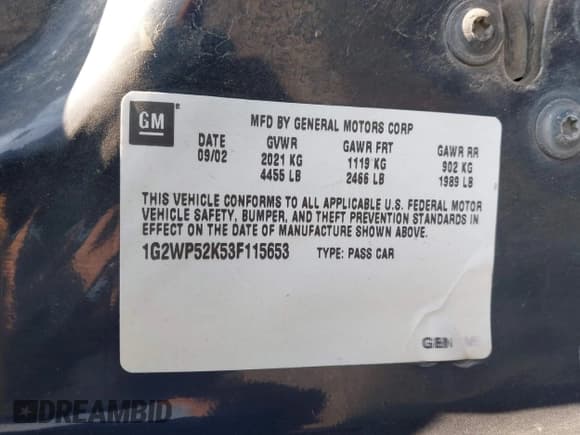 GM
MFD BY GENERAL MOTORS CORP
DATE GVWR GAWR FRT GAWR RR
09/02 2021 KG 1119 KG 902 KG
4455 LB 2466 LB 1989 LB
THIS VEHICLE CONFORMS TO ALL APPLICABLE U.S. FEDERAL MOTOR
VEHICLE SAFETY, BUMPER, AND THEFT PREVENTION STANDARDS IN
EFFECT ON THE DATE OF MANUFACTURE SHOWN ABOVE.
1G2WP52K53F115653 TYPE: PASS CAR
DREAMBID